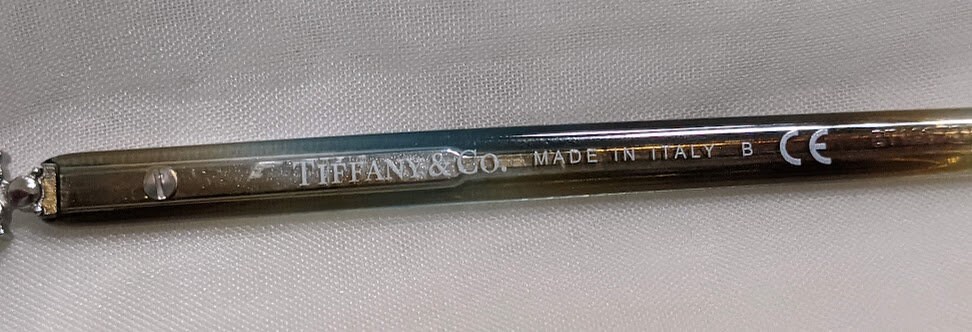 TIFFANY & CO. MADE IN ITALY B CE